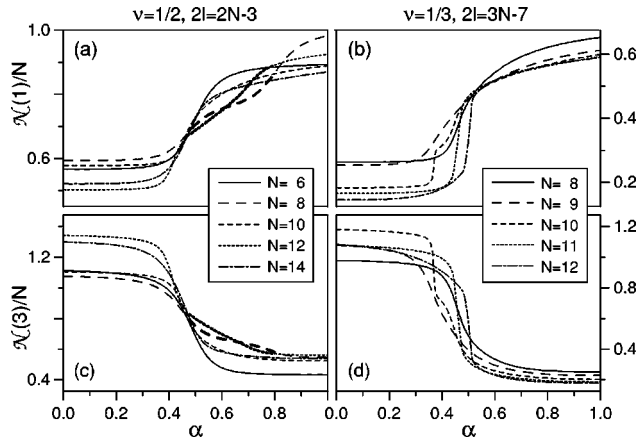 ν=1/2, 2l=2N-3
ν=1/3, 2l=3N-7
𝒩(1)/N
1.0
0.8
0.6
(a)
(b)
0.6
0.4
0.2
N= 6
N= 8
N=10
N=12
N=14
N= 8
N= 9
N=10
N=11
N=12
𝒩(3)/N
1.2
0.8
0.4
(c)
(d)
1.2
0.8
0.4
0.0
0.2
0.4
0.6
0.8
0.0
0.2
0.4
0.6
0.8
1.0
α
α